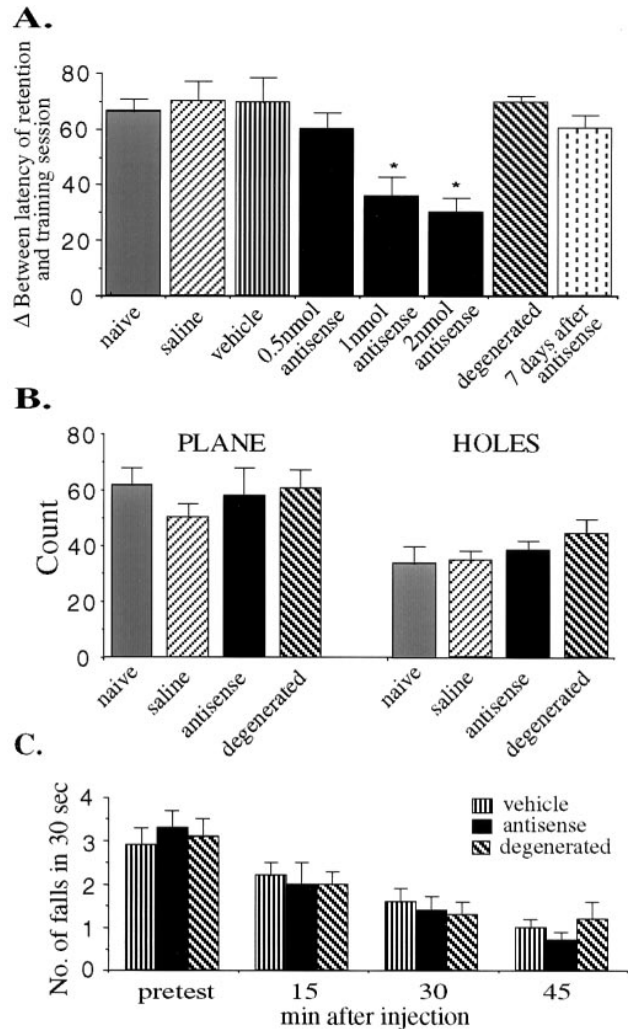 A.
Δ Between latency of retention
and training session
80
60
40
20
0
*
*
naive
saline
vehicle
0.5nmol
antisense
1nmol
antisense
2nmol
antisense
degenerated
7 days after
antisense
B.
PLANE
HOLES
Count
80
60
40
20
0
naive
saline
antisense
degenerated
naive
saline
antisense
degenerated
C.
No. of falls in 30 sec
4
3
2
1
0
vehicle
antisense
degenerated
pretest
15
30
45
min after injection